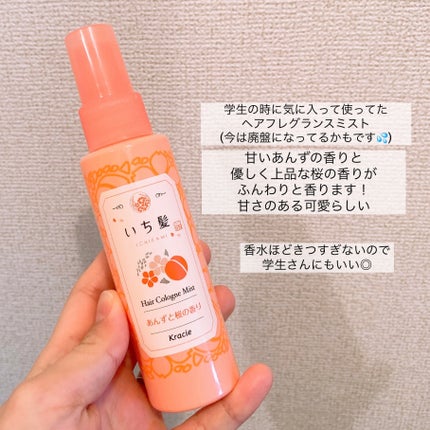 いち髪
ICHIKAMI
Hair Cologne Mist
あんずと桜の香り
Kracie
学生の時に気に入って使ってた
ヘアフレグランスミスト
(今は廃盤になってるかもです💦)
甘いあんずの香りと
優しく上品な桜の香りが
ふんわりと香ります！
甘さのある可愛らしい
香水ほどきつすぎないので
学生さんにもいい◎